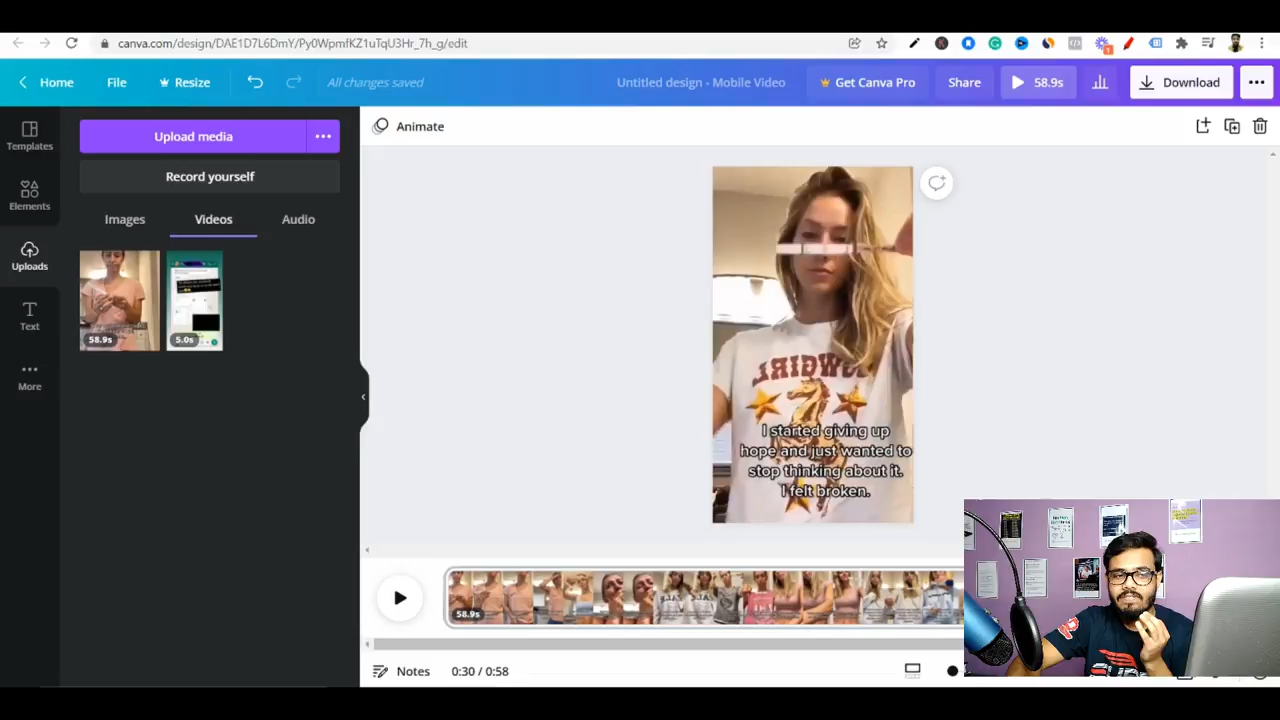 canva.com/design/DAE1D7L6DmY/Py0WpmfKZ1uTqU3Hr_7h_g/edit
Home
File
Resize
All changes saved
Untitled design - Mobile Video
Get Canva Pro
Share
58.9s
Download
Templates
Elements
Uploads
Text
More
Upload media
Record yourself
Images
Videos
Audio
58.9s
5.0s
Animate
I started giving up
hope and just wanted to
stop thinking about it.
I felt broken.
58.9s
Notes
0:30 / 0:58